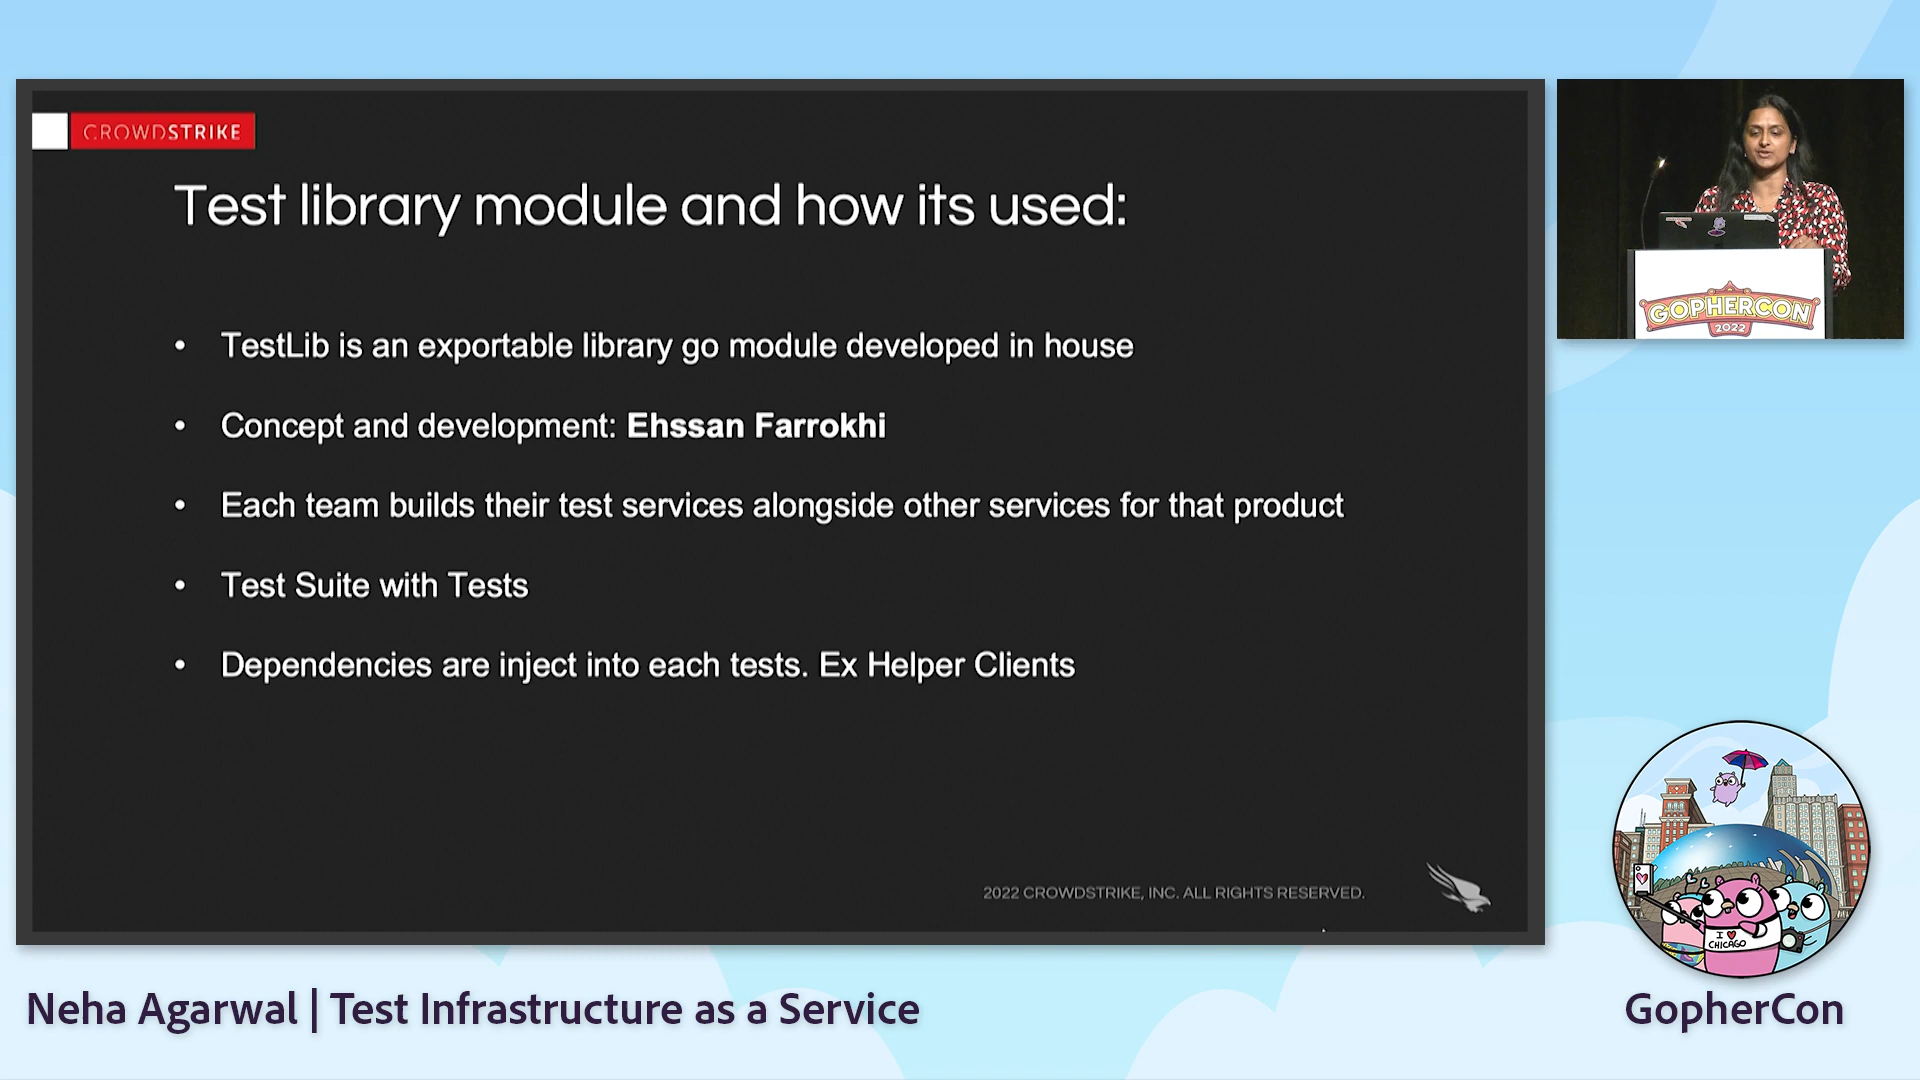 CROWDSTRIKE
Test library module and how its used:
• TestLib is an exportable library go module developed in house
• Concept and development: Ehssan Farrokhi
• Each team builds their test services alongside other services for that product
• Test Suite with Tests
• Dependencies are inject into each tests. Ex Helper Clients
2022 CROWDSTRIKE, INC. ALL RIGHTS RESERVED.
GOPHERCON
2022
I ♥
CHICAGO
Neha Agarwal | Test Infrastructure as a Service
GopherCon